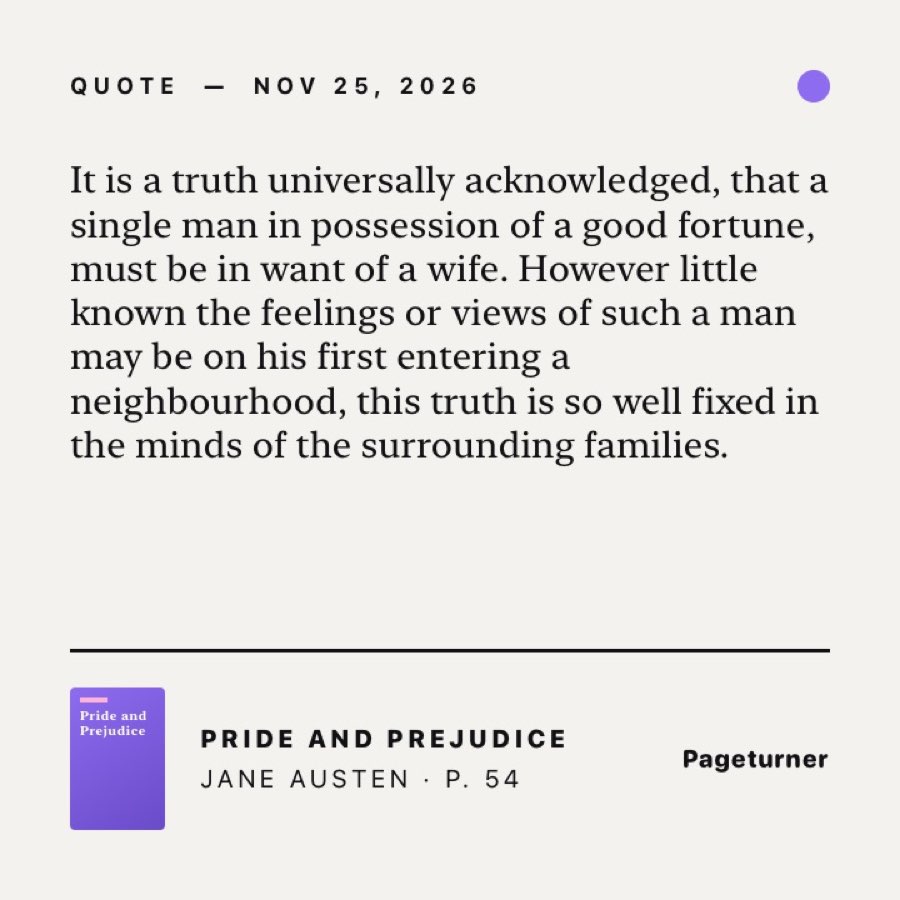 QUOTE — NOV 25, 2026
It is a truth universally acknowledged, that a
single man in possession of a good fortune,
must be in want of a wife. However little
known the feelings or views of such a man
may be on his first entering a
neighbourhood, this truth is so well fixed in
the minds of the surrounding families.
Pride and
Prejudice
PRIDE AND PREJUDICE
JANE AUSTEN · P. 54
Pageturner